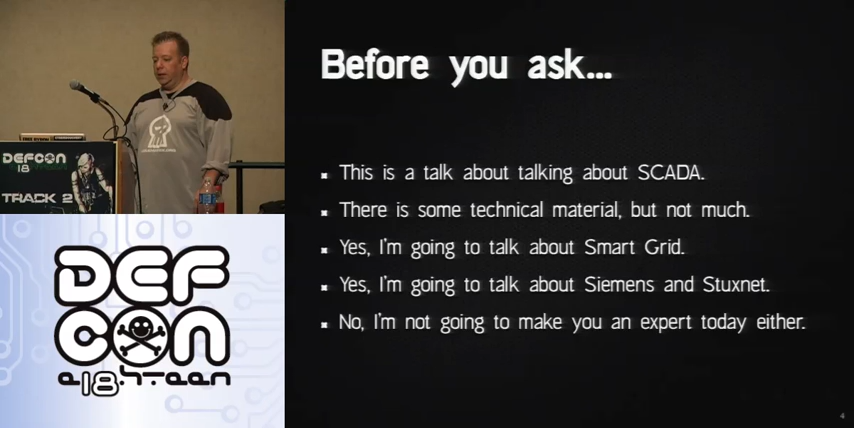 DEFCON
18
TRACK 2
DEF
CON
e18hteen
Before you ask...
This is a talk about talking about SCADA.
There is some technical material, but not much.
Yes, I'm going to talk about Smart Grid.
Yes, I'm going to talk about Siemens and Stuxnet.
No, I'm not going to make you an expert today either.
4